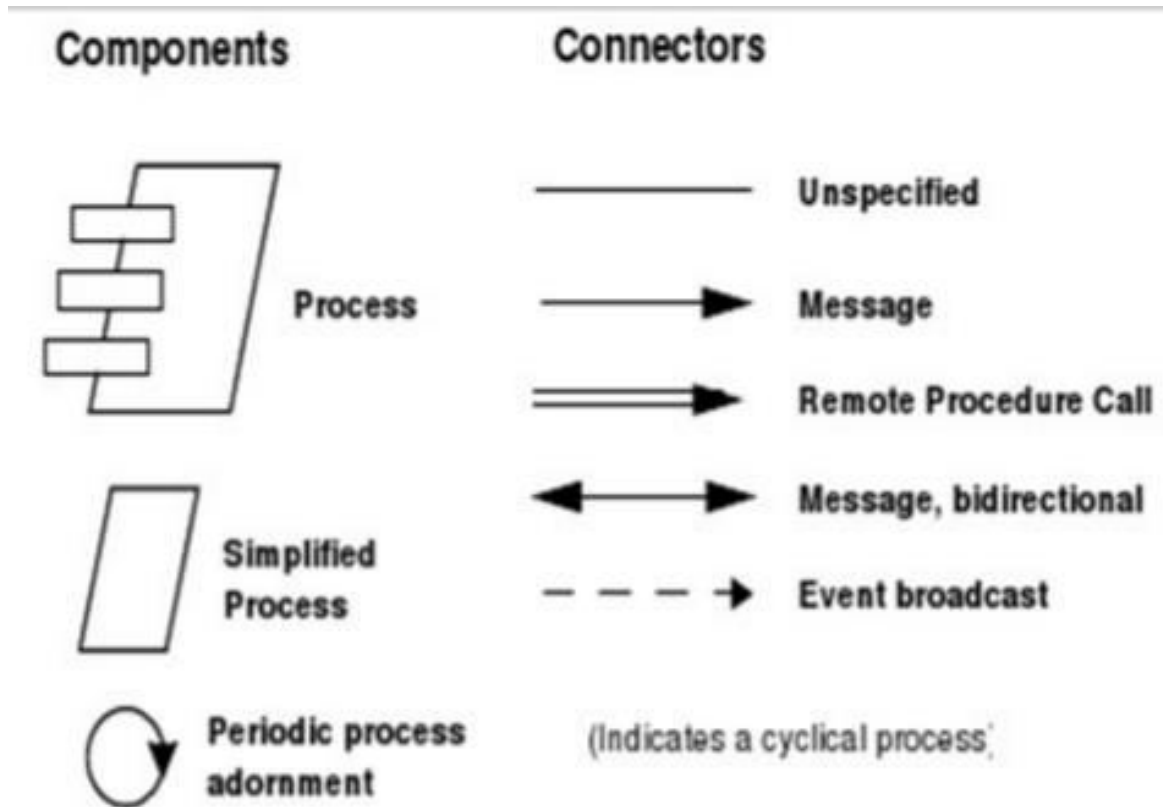 Components
Connectors
Process
Simplified
Process
Periodic process
adornment
Unspecified
Message
Remote Procedure Call
Message, bidirectional
Event broadcast
(Indicates a cyclical process)